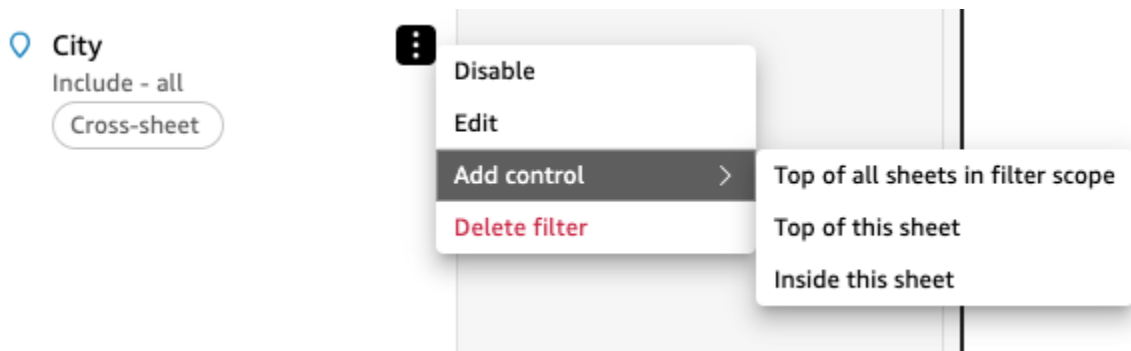 City
Include - all
Cross-sheet
Disable
Edit
Add control
Delete filter
Top of all sheets in filter scope
Top of this sheet
Inside this sheet